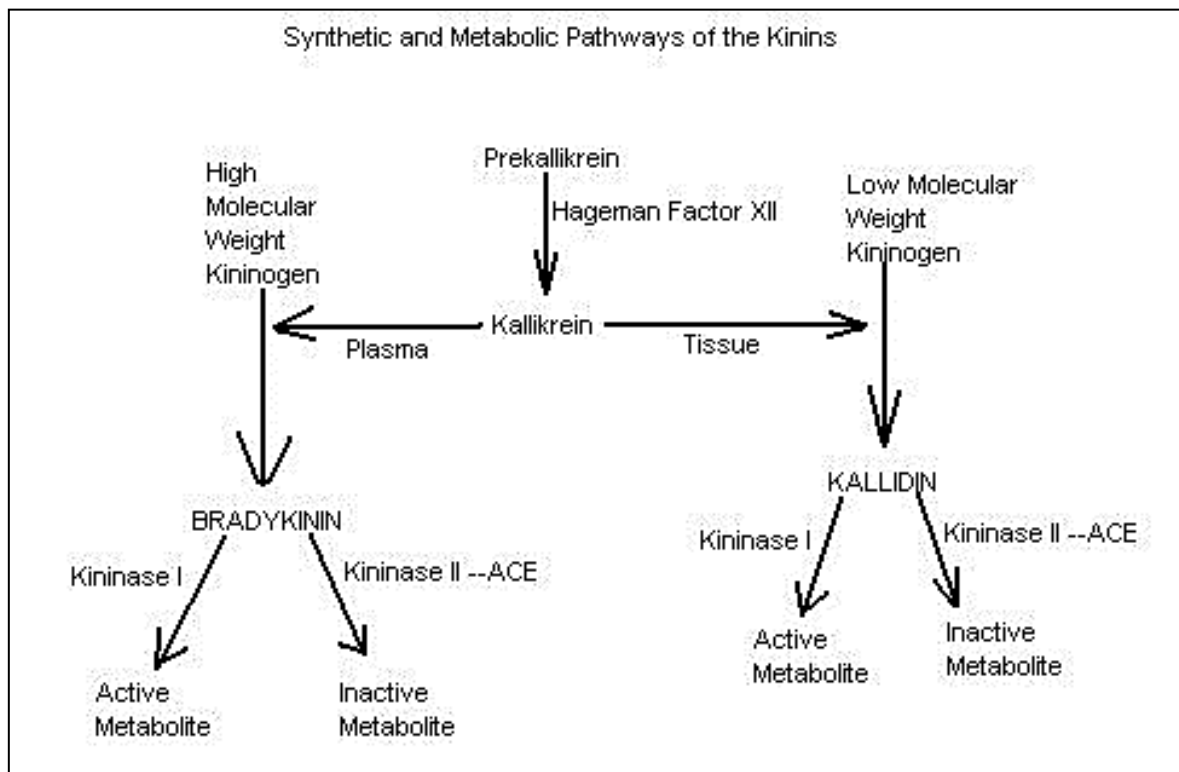 Synthetic and Metabolic Pathways of the Kinins
High
Molecular
Weight
Kininogen
Prekallikrein
Hageman Factor XII
Low Molecular
Weight
Kininogen
Kallikrein
Plasma
Tissue
BRADYKININ
KALLIDIN
Kininase I
Kininase II --ACE
Kininase I
Kininase II --ACE
Active
Metabolite
Inactive
Metabolite
Active
Metabolite
Inactive
Metabolite